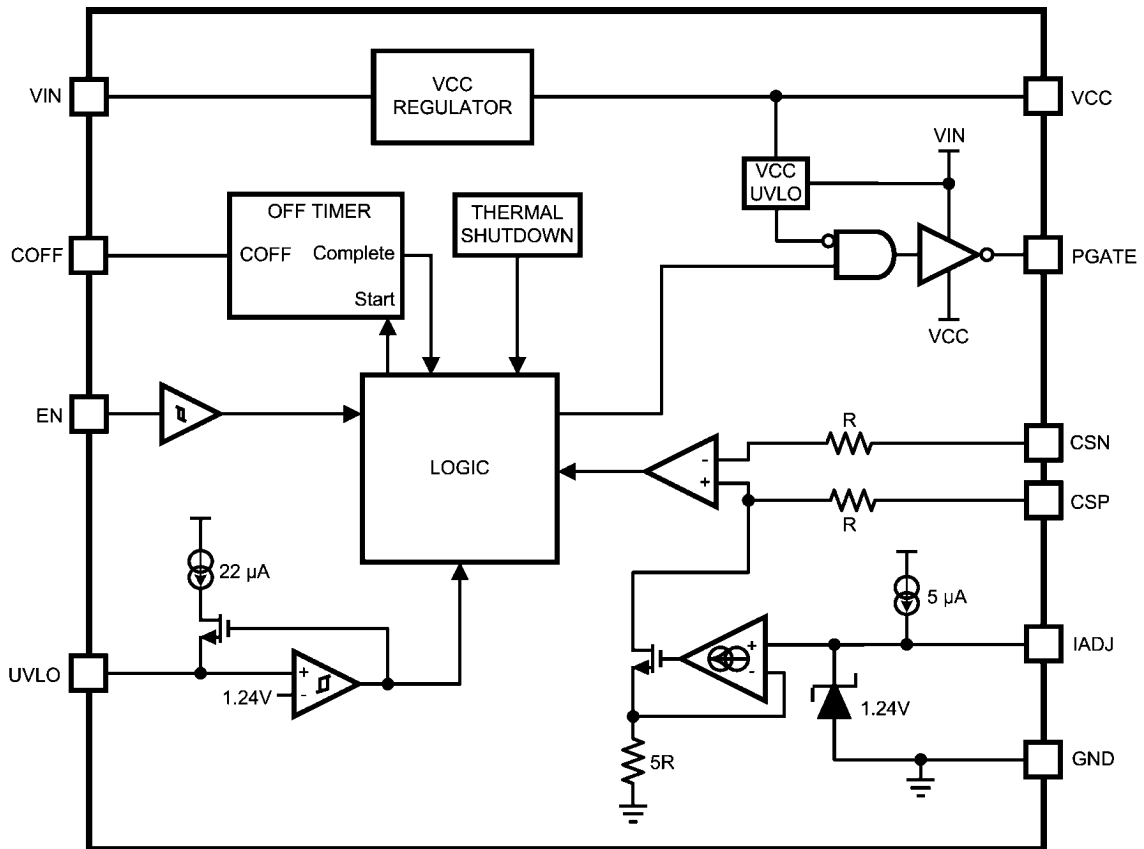 VIN
VCC
REGULATOR
VCC
VIN
VCC
UVLO
OFF TIMER
THERMAL
SHUTDOWN
COFF
COFF
Complete
Start
PGATE
VCC
EN
LOGIC
R
CSN
-
+
R
CSP
22 µA
5 µA
UVLO
+
-
1.24V
+
-
IADJ
1.24V
5R
GND